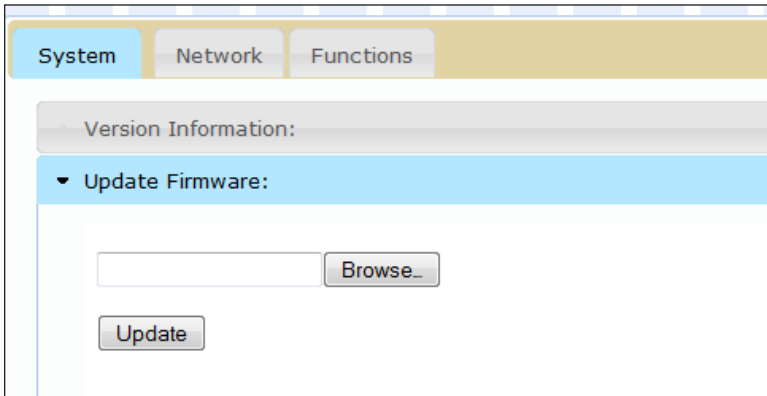 System Network Functions
Version Information:
Update Firmware:
Browse...
Update